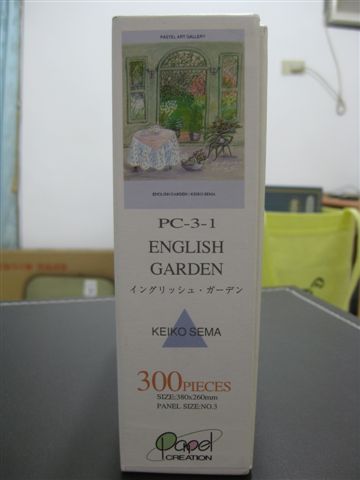 PASTEL ART GALLERY
ENGLISH GARDEN / KEIKO SEMA
PC-3-1
ENGLISH
GARDEN
イングリッシュ・ガーデン
KEIKO SEMA
300PIECES
SIZE:380x260mm
PANEL SIZE:NO.3
Papel
CREATION